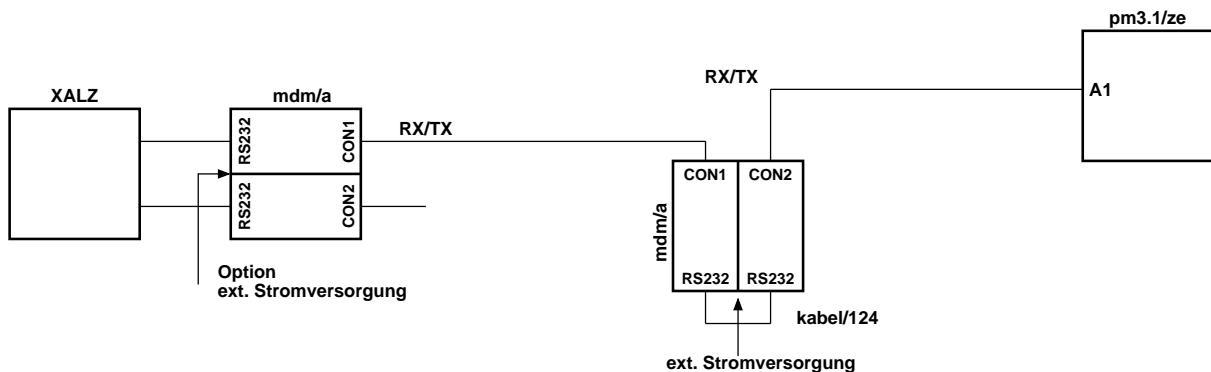 pm3.1/ze
RX/TX
XALZ
mdm/a
A1
RS232
CON1
RX/TX
CON1
CON2
RS232
CON2
mdm/a
Option
ext. Stromversorgung
RS232
RS232
kabel/124
ext. Stromversorgung